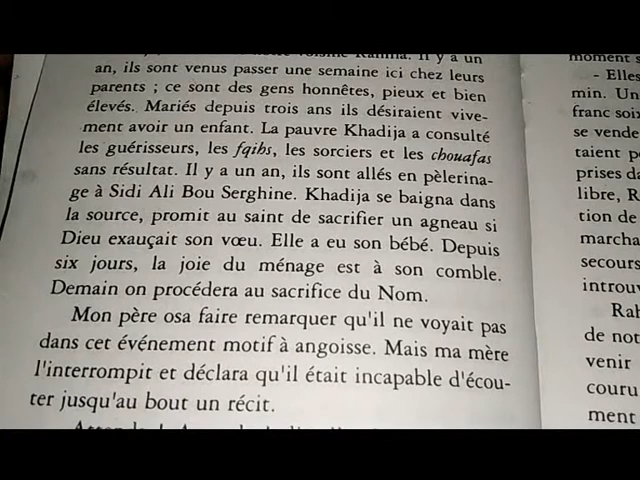 voisine Rahma. Il y a un
an, ils sont venus passer une semaine ici chez leurs
parents ; ce sont des gens honnêtes, pieux et bien
élevés. Mariés depuis trois ans ils désiraient vive-
ment avoir un enfant. La pauvre Khadija a consulté
les guérisseurs, les fqihs, les sorciers et les chouafas
sans résultat. Il y a un an, ils sont allés en pèlerina-
ge à Sidi Ali Bou Serghine. Khadija se baigna dans
la source, promit au saint de sacrifier un agneau si
Dieu exauçait son vœu. Elle a eu son bébé. Depuis
six jours, la joie du ménage est à son comble.
Demain on procédera au sacrifice du Nom.
Mon père osa faire remarquer qu'il ne voyait pas
dans cet événement motif à angoisse. Mais ma mère
l'interrompit et déclara qu'il était incapable d'écou-
ter jusqu'au bout un récit.
moment
- Elles
min. Un
franc soix
se vende
taient p
prises d
libre, R
tion de
marcha
secours
introuv
Rah
de not
venir
couru
ment